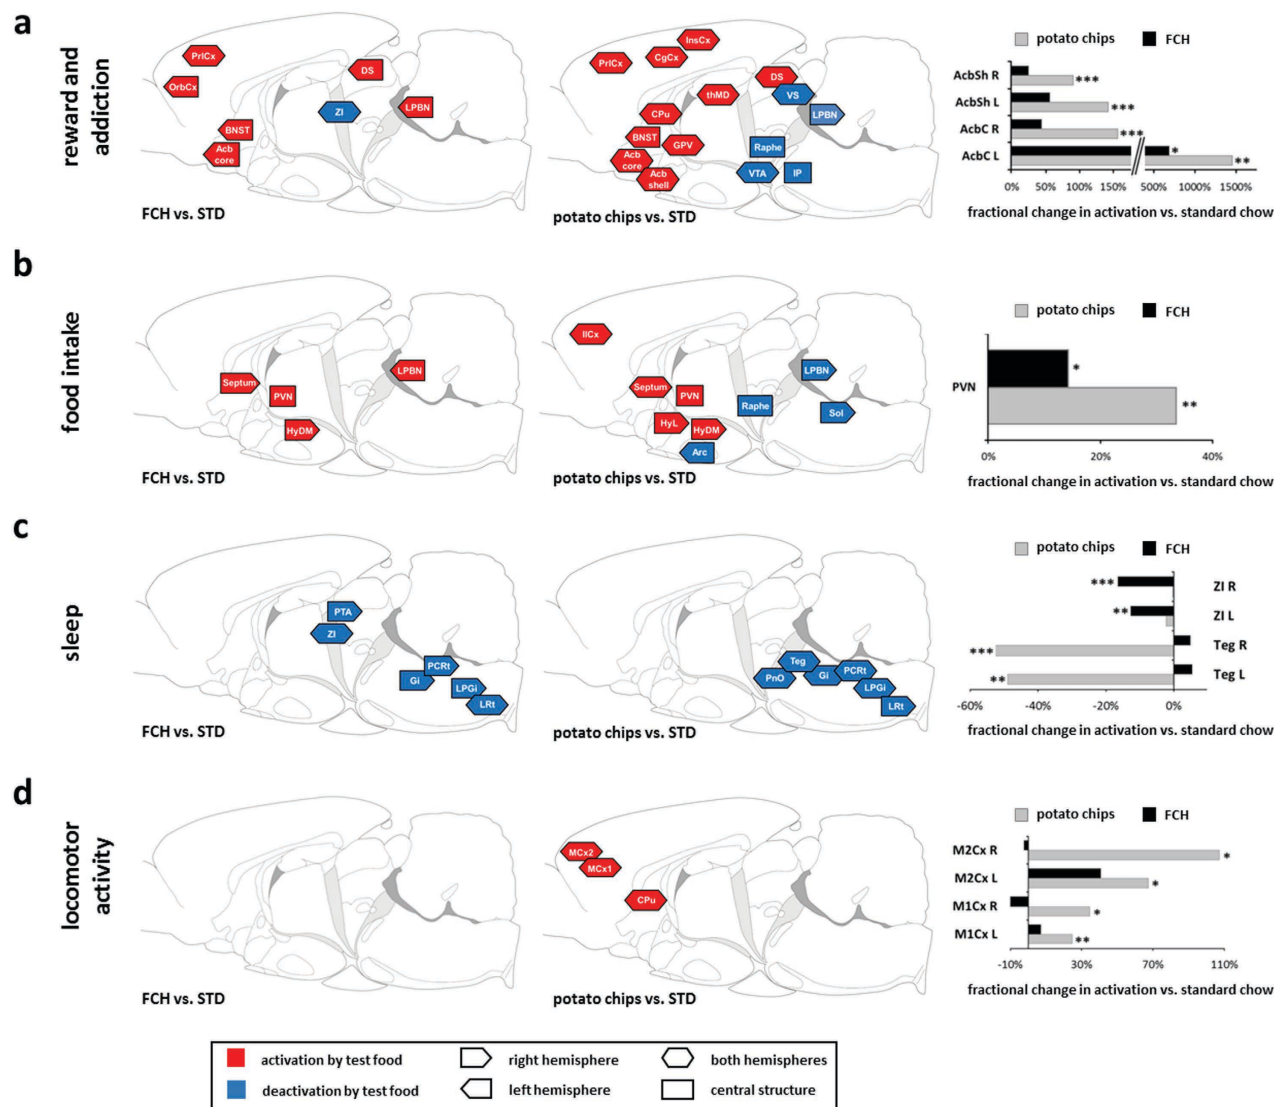 a
reward and
addiction
PrlCx
OrbCx
DS
ZI
LPBN
BNST
Acb
core
FCH vs. STD
InsCx
CgCx
PrlCx
DS
thMD
VS
CPu
LPBN
BNST
GPV
Raphe
Acb
core
Acb
shell
VTA
IP
potato chips vs. STD
potato chips
FCH
AcbSh R
***
AcbSh L
***
AcbC R
***
AcbC L
*
**
0%
50%
100%
150%
500%
1000%
1500%
fractional change in activation vs. standard chow
b
food intake
LPBN
Septum
PVN
HyDM
FCH vs. STD
IlCx
LPBN
Septum
PVN
Raphe
Sol
HyL
HyDM
Arc
potato chips vs. STD
potato chips
FCH
PVN
*
**
0%
20%
40%
fractional change in activation vs. standard chow
c
sleep
PTA
ZI
PCRt
Gi
LPGi
LRt
FCH vs. STD
Teg
PnO
Gi
PCRt
LPGi
LRt
potato chips vs. STD
potato chips
FCH
***
ZI R
**
ZI L
***
Teg R
**
Teg L
-60%
-40%
-20%
0%
fractional change in activation vs. standard chow
d
locomotor
activity
FCH vs. STD
MCx2
MCx1
CPu
potato chips vs. STD
potato chips
FCH
M2Cx R
*
M2Cx L
*
M1Cx R
*
M1Cx L
**
-10%
30%
70%
110%
fractional change in activation vs. standard chow
activation by test food
right hemisphere
both hemispheres
deactivation by test food
left hemisphere
central structure